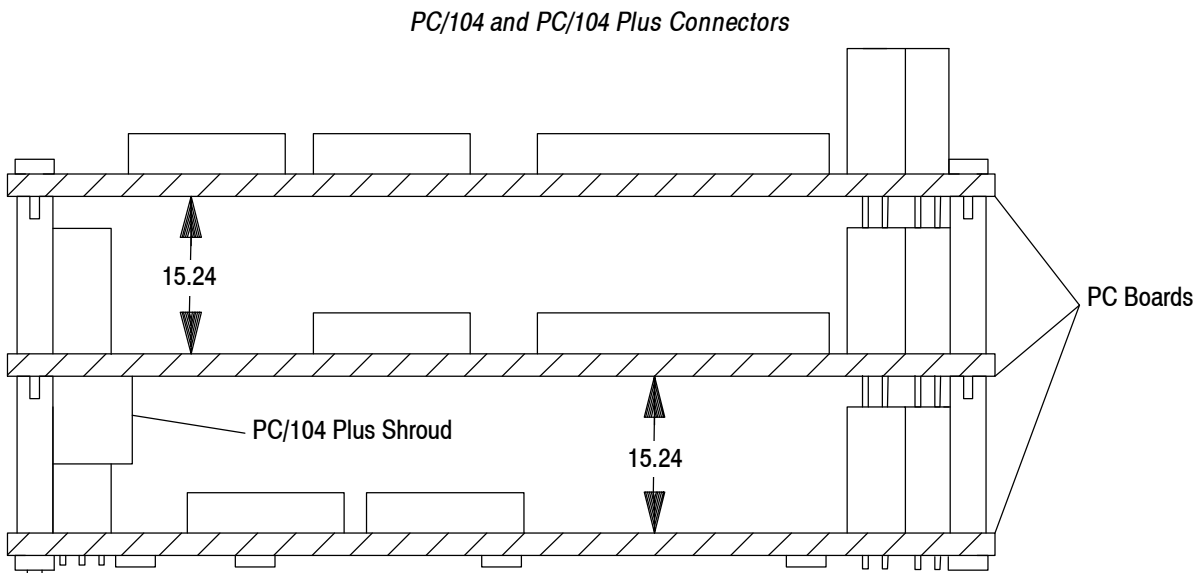 PC/104 and PC/104 Plus Connectors
15.24
PC Boards
PC/104 Plus Shroud
15.24